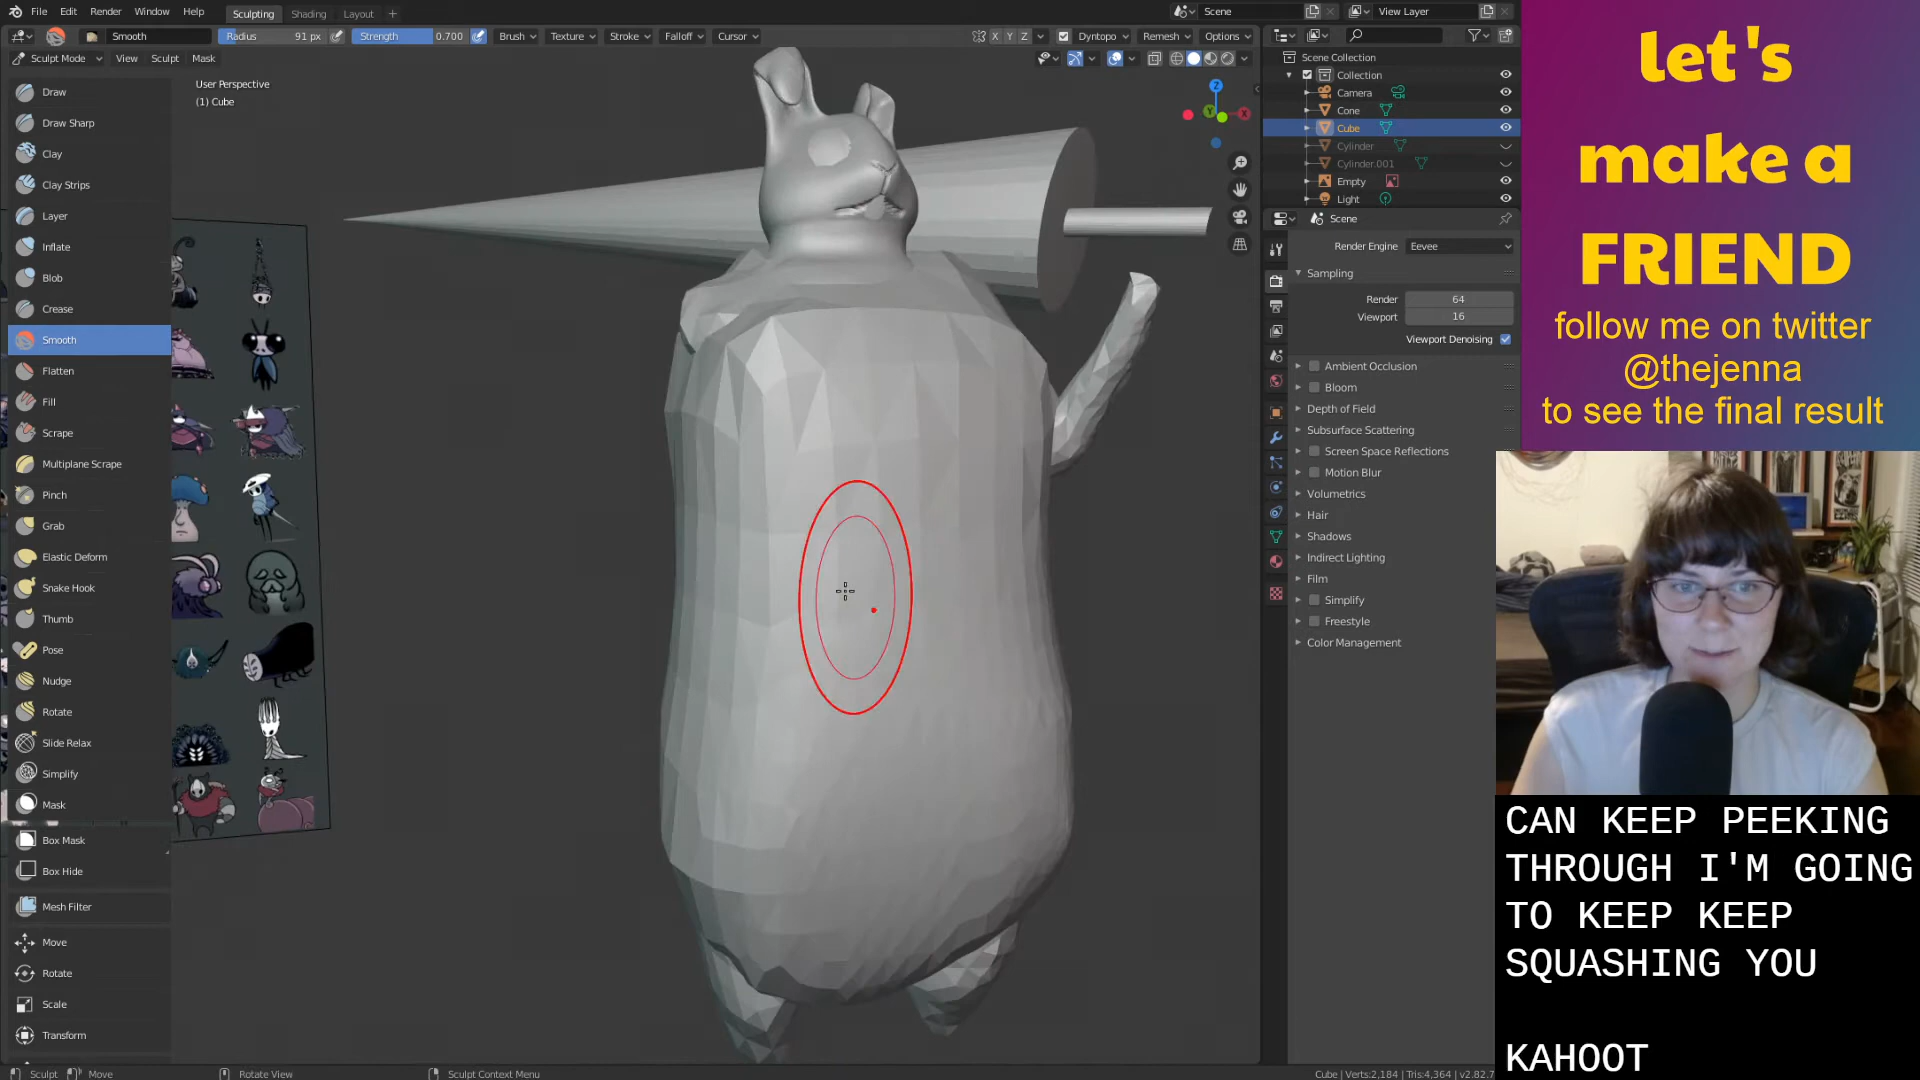 File Edit Render Window Help
Sculpting Shading Layout +
Scene
View Layer
Smooth
Radius 91 px
Strength 0.700
Brush Texture Stroke Falloff Cursor
X Y Z
Dyntopo Remesh Options
Sculpt Mode View Sculpt Mask
User Perspective
(1) Cube
Draw
Draw Sharp
Clay
Clay Strips
Layer
Inflate
Blob
Crease
Smooth
Flatten
Fill
Scrape
Multiplane Scrape
Pinch
Grab
Elastic Deform
Snake Hook
Thumb
Pose
Nudge
Rotate
Slide Relax
Simplify
Mask
Box Mask
Box Hide
Mesh Filter
Move
Rotate
Scale
Transform
Z
Y
X
Scene Collection
Collection
Camera
Cone
Cube
Cylinder
Cylinder.001
Empty
Light
Scene
Render Engine Eevee
Sampling
Render 64
Viewport 16
Viewport Denoising
Ambient Occlusion
Bloom
Depth of Field
Subsurface Scattering
Screen Space Reflections
Motion Blur
Volumetrics
Hair
Shadows
Indirect Lighting
Film
Simplify
Freestyle
Color Management
let's
make a
FRIEND
follow me on twitter
@thejenna
to see the final result
CAN KEEP PEEKING
THROUGH I'M GOING
TO KEEP KEEP
SQUASHING YOU
KAHOOT
Sculpt Move Rotate View Sculpt Context Menu
Cube | Verts:2,184 | Tris:4,364 | v2.82.7